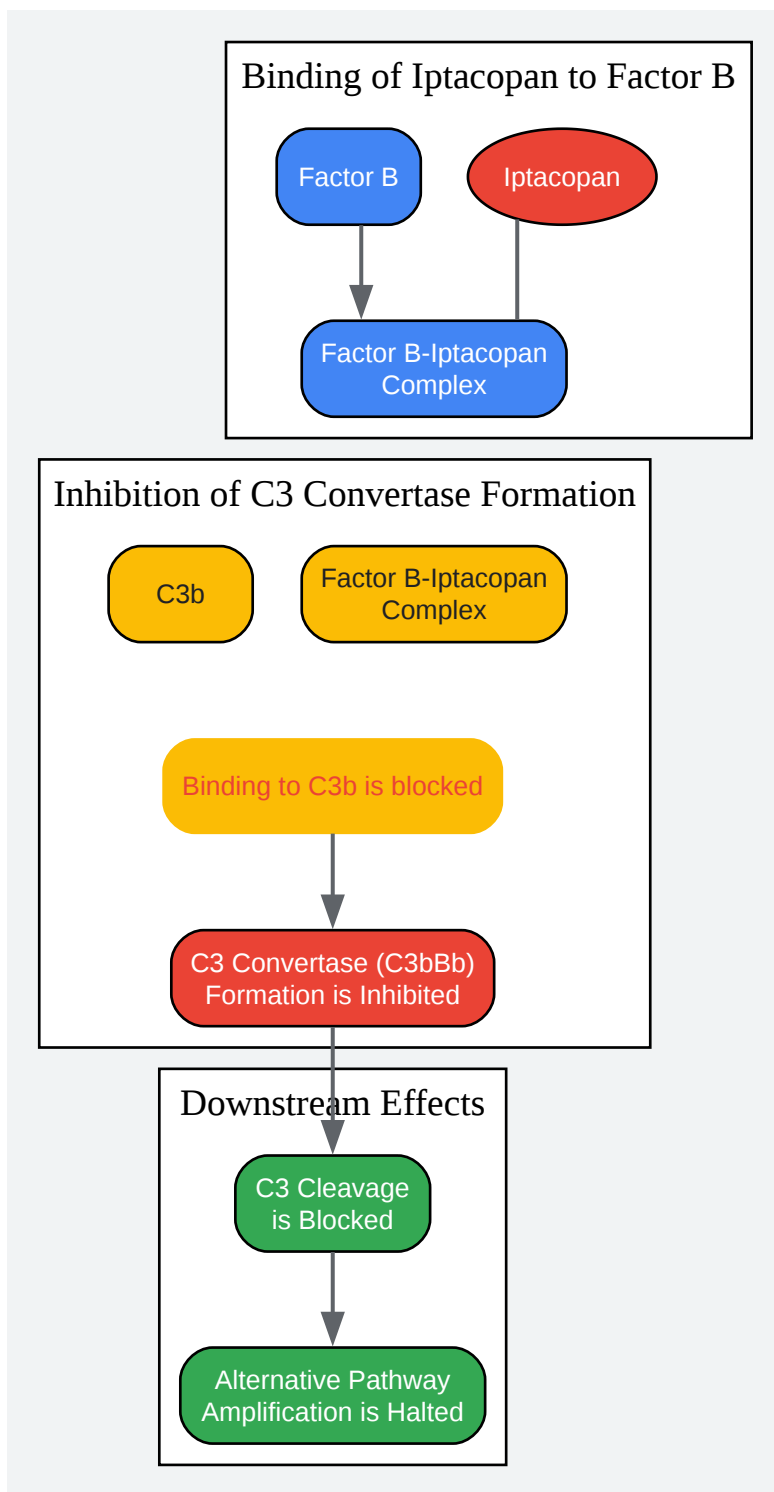 Binding of Iptacopan to Factor B
Factor B
Iptacopan
Factor B-Iptacopan
Complex
Inhibition of C3 Convertase Formation
C3b
Factor B-Iptacopan
Complex
Binding to C3b is blocked
C3 Convertase (C3bBb)
Formation is Inhibited
Downstream Effects
C3 Cleavage
is Blocked
Alternative Pathway
Amplification is Halted